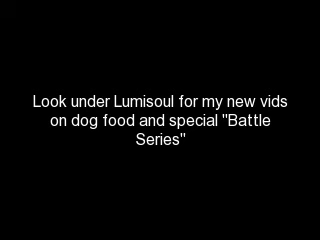 Look under Lumisoul for my new vids
on dog food and special "Battle
Series"